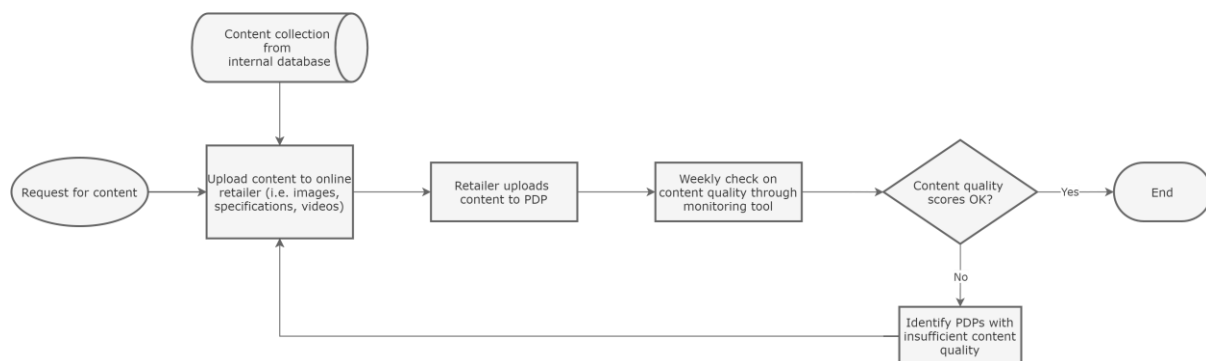 Content collection
from
internal database
Request for content
Upload content to online
retailer (i.e. images,
specifications, videos)
Retailer uploads
content to PDP
Weekly check on
content quality through
monitoring tool
Content quality
scores OK?
Yes
End
No
Identify PDPs with
insufficient content
quality